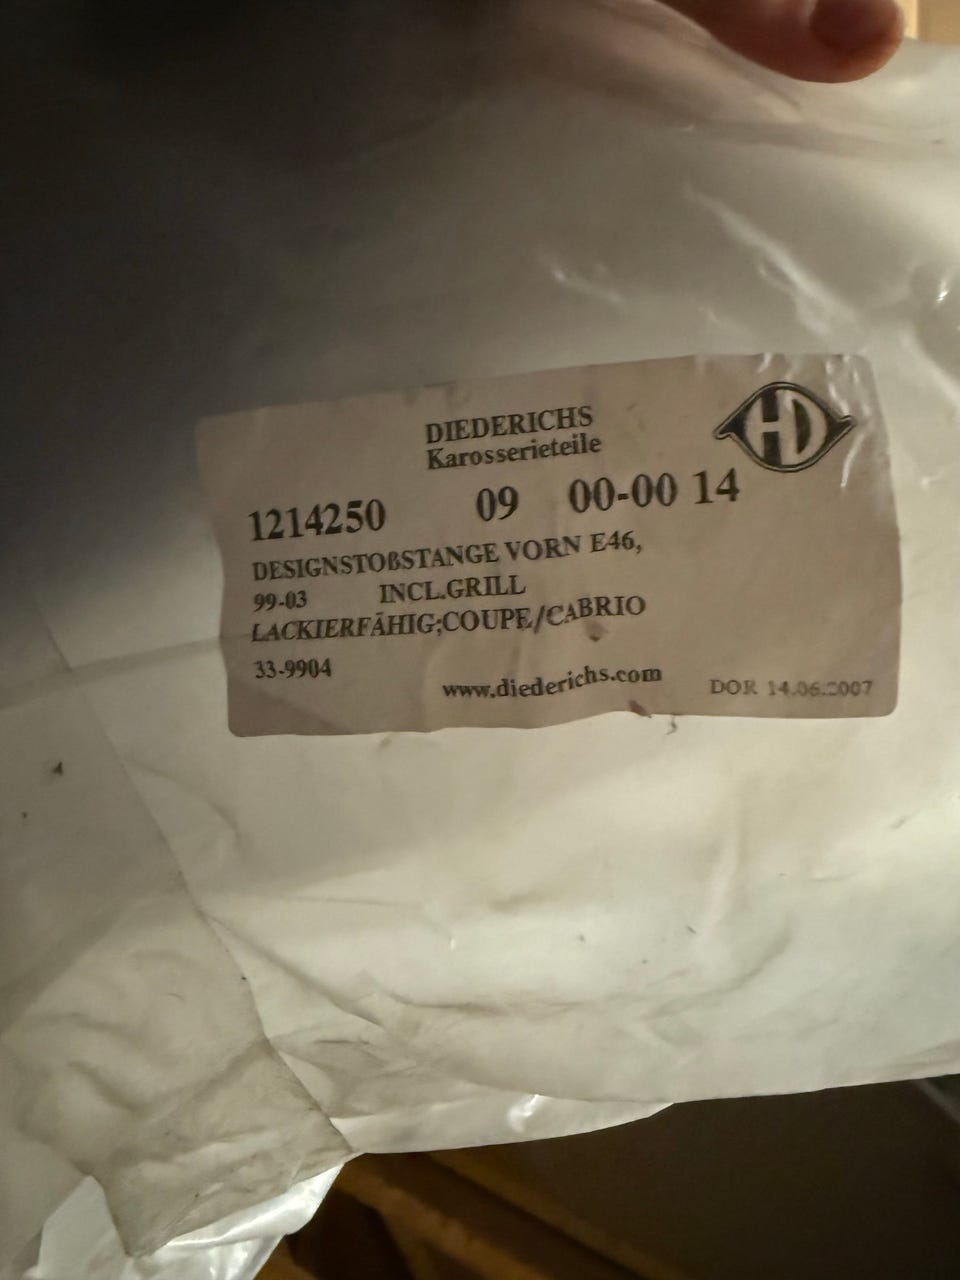 DIEDERICHS
Karosserieteile
HD
1214250 09 00-00 14
DESIGNSTOßSTANGE VORN E46,
99-03 INCL.GRILL
LACKIERFÄHIG;COUPE/CABRIO
33-9904
www.diederichs.com
DOR 14.06.2007